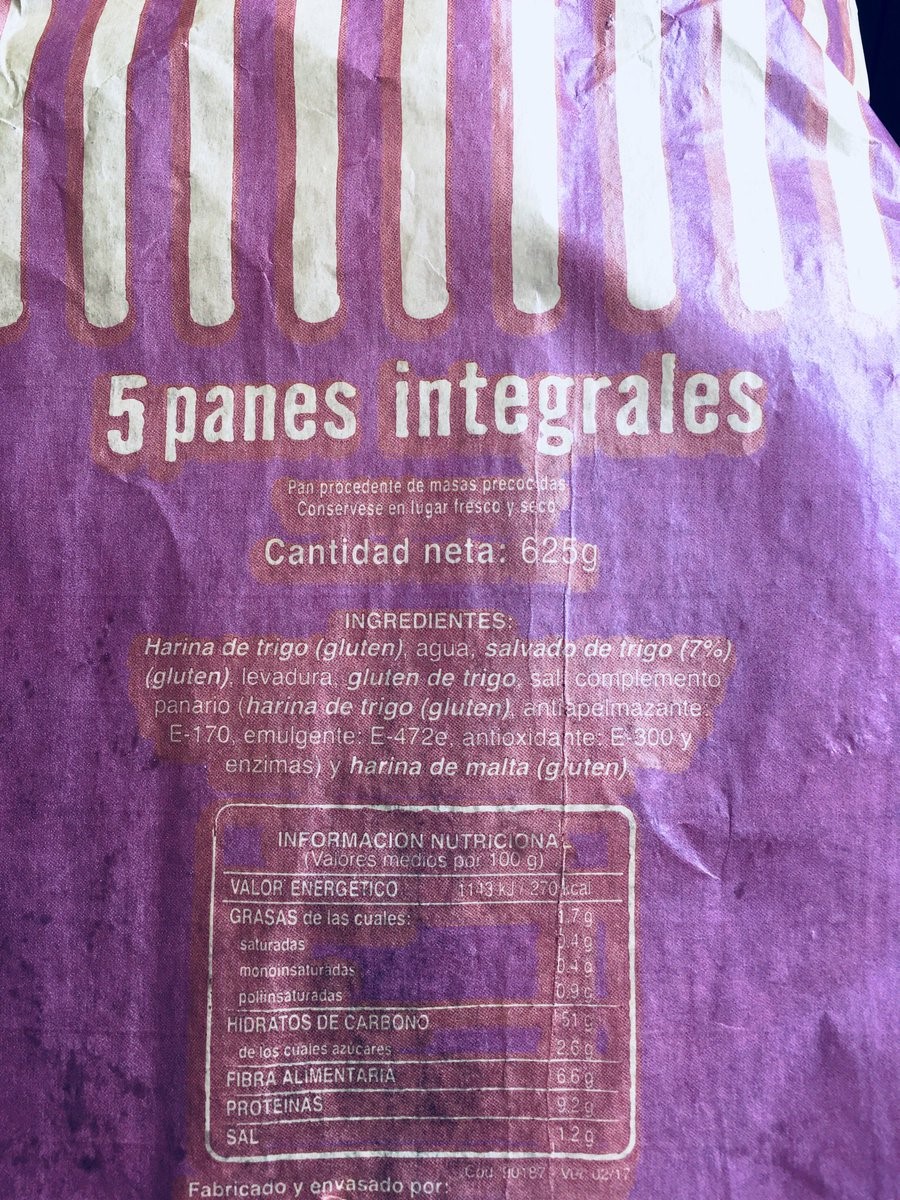 5 panes integrales
Pan procedente de masas precocidas
Consérvese en lugar fresco y seco
Cantidad neta: 625g
INGREDIENTES:
Harina de trigo (gluten), agua, salvado de trigo (7%)
(gluten), levadura, gluten de trigo, sal, complemento
panario (harina de trigo (gluten), antiapelmazante:
E-170, emulgente: E-472e, antioxidante: E-300 y
enzimas) y harina de malta (gluten)
INFORMACION NUTRICIONAL
(Valores medios por 100 g)
VALOR ENERGÉTICO 1143 kJ / 270 kcal
GRASAS de las cuales: 1.7 g
saturadas 0.4 g
monoinsaturadas 0.4 g
poliinsaturadas 0.9 g
HIDRATOS DE CARBONO 51 g
de los cuales azúcares 2.6 g
FIBRA ALIMENTARIA 6.6 g
PROTEINAS 9.2 g
SAL 1.2 g
Cod. 90187 - Ver. 02/17
Fabricado y envasado por: